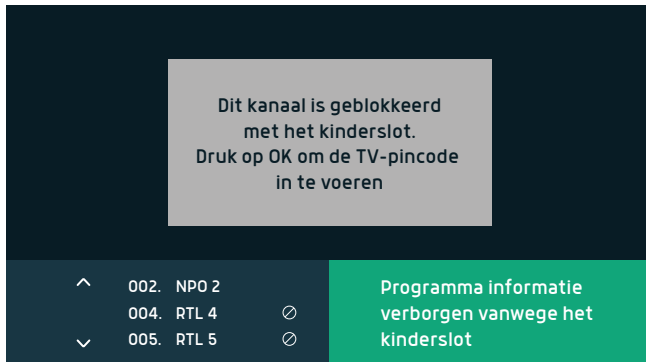 Dit kanaal is geblokkeerd
met het kinderslot.
Druk op OK om de TV-pincode
in te voeren
002. NPO 2
004. RTL 4
005. RTL 5
Programma informatie
verborgen vanwege het
kinderslot